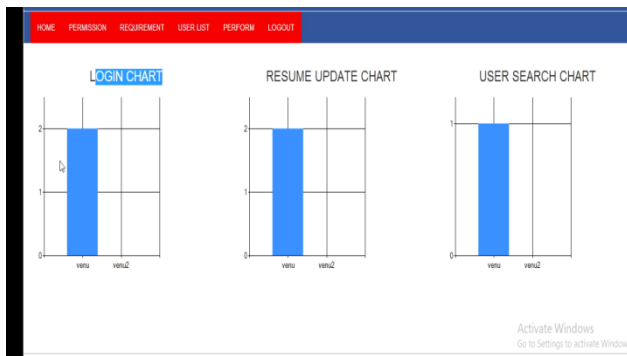 HOME PERMISSION REQUIREMENT USER LIST PERFORM LOGOUT
LOGIN CHART
2
1
0
venu venu2
RESUME UPDATE CHART
2
1
0
venu venu2
USER SEARCH CHART
1
0
venu venu2
Activate Windows
Go to Settings to activate Window